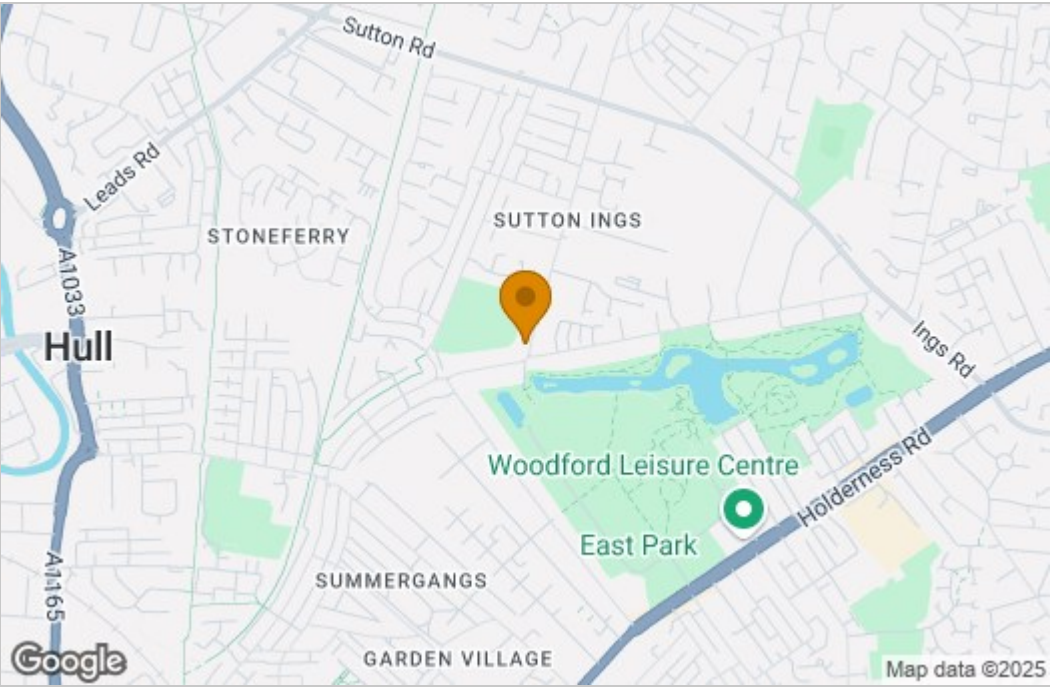 Sutton Rd
Leads Rd
SUTTON INGS
STONEFERRY
A1033
Hull
Ings Rd
Holderness Rd
Woodford Leisure Centre
East Park
A1165
SUMMERGANGS
GARDEN VILLAGE
Google
Map data ©2025